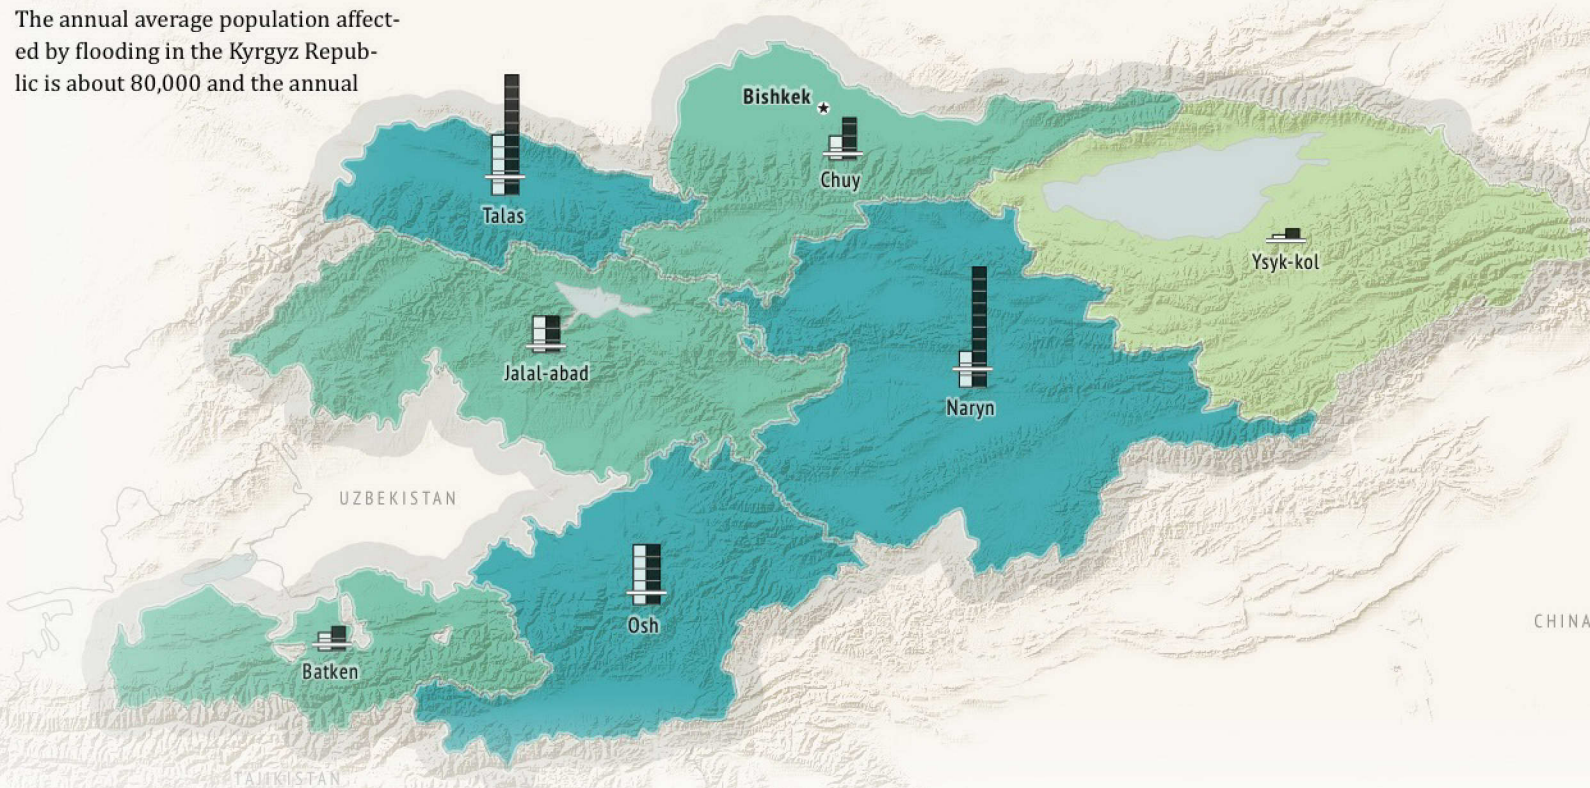 The annual average population affect-
ed by flooding in the Kyrgyz Repub-
lic is about 80,000 and the annual
Bishkek
Chuy
Talas
Ysyk-kol
Jalal-abad
Naryn
UZBEKISTAN
Osh
CHINA
Batken
TAJIKISTAN